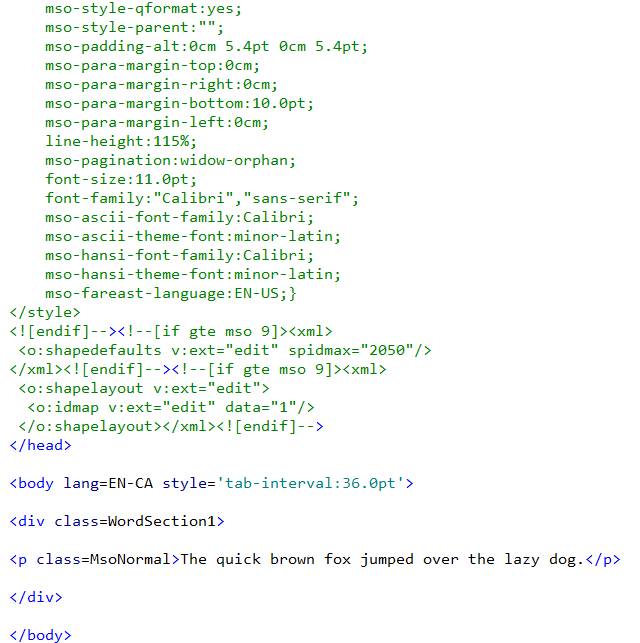 mso-style-qformat:yes;
mso-style-parent:"";
mso-padding-alt:0cm 5.4pt 0cm 5.4pt;
mso-para-margin-top:0cm;
mso-para-margin-right:0cm;
mso-para-margin-bottom:10.0pt;
mso-para-margin-left:0cm;
line-height:115%;
mso-pagination:widow-orphan;
font-size:11.0pt;
font-family:"Calibri","sans-serif";
mso-ascii-font-family:Calibri;
mso-ascii-theme-font:minor-latin;
mso-hansi-font-family:Calibri;
mso-hansi-theme-font:minor-latin;
mso-fareast-language:EN-US;}
</style>
<![endif]--><!--[if gte mso 9]><xml>
<o:shapedefaults v:ext="edit" spidmax="2050"/>
</xml><![endif]--><!--[if gte mso 9]><xml>
<o:shapelayout v:ext="edit">
<o:idmap v:ext="edit" data="1"/>
</o:shapelayout></xml><![endif]-->
</head>
<body lang=EN-CA style='tab-interval:36.0pt'>
<div class=WordSection1>
<p class=MsoNormal>The quick brown fox jumped over the lazy dog.</p>
</div>
</body>